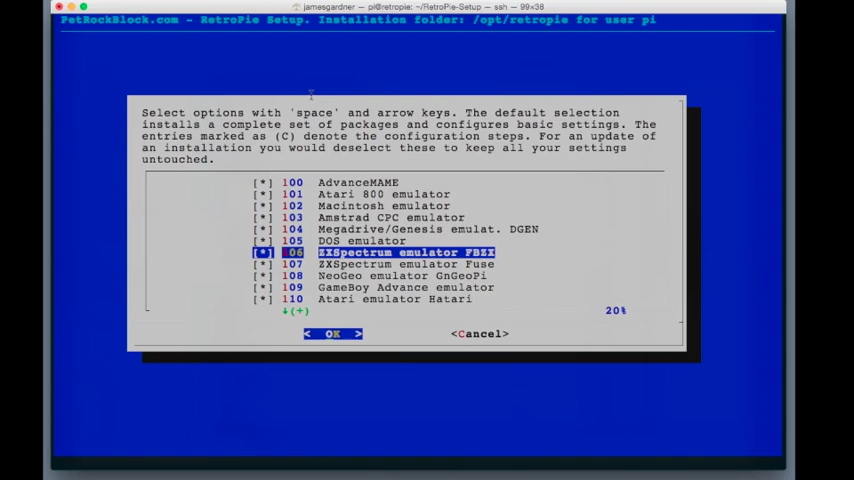 jamesgardner — pi@retropie: ~/RetroPie-Setup — ssh — 99×38
PetRockBlock.com - RetroPie Setup. Installation folder: /opt/retropie for user pi
Select options with 'space' and arrow keys. The default selection
installs a complete set of packages and configures basic settings. The
entries marked as (C) denote the configuration steps. For an update of
an installation you would deselect these to keep all your settings
untouched.
[*] 100 AdvanceMAME
[*] 101 Atari 800 emulator
[*] 102 Macintosh emulator
[*] 103 Amstrad CPC emulator
[*] 104 Megadrive/Genesis emulat. DGEN
[*] 105 DOS emulator
[*] 106 ZXSpectrum emulator FBZX
[*] 107 ZXSpectrum emulator Fuse
[*] 108 NeoGeo emulator GnGeoPi
[*] 109 GameBoy Advance emulator
[*] 110 Atari emulator Hatari
↓(+) 20%
< OK > <Cancel>